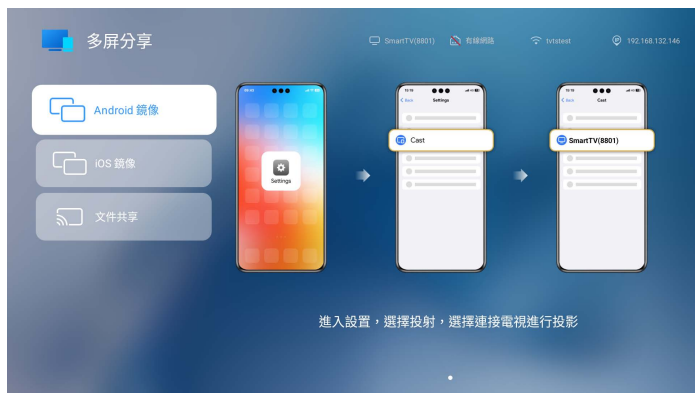 多屏分享
SmartTV(8801) 有線網路 tvtstest 192.168.132.146
Android 鏡像
iOS 鏡像
文件共享
Settings
Back Settings
Cast
Back Cast
SmartTV(8801)
進入設置，選擇投射，選擇連接電視進行投影